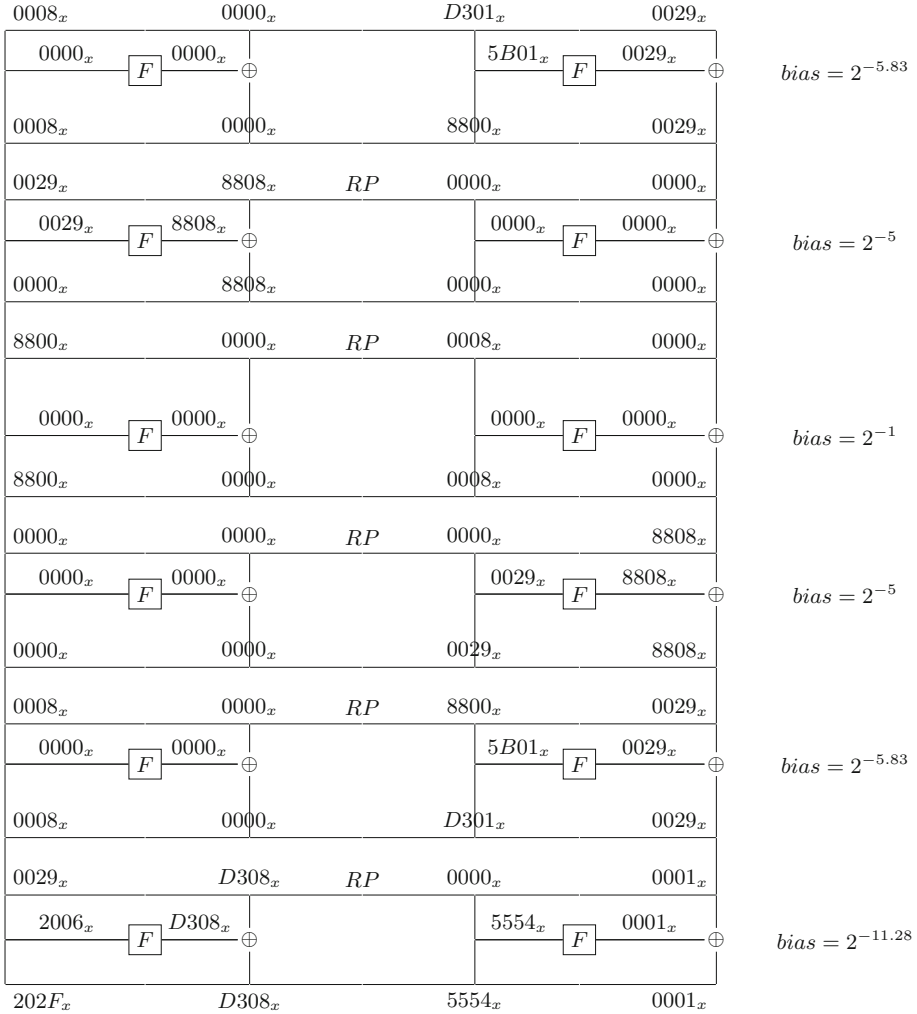 0008x 0000x D301x 0029x
0000x F 0000x ⊕ 5B01x F 0029x ⊕ bias = 2^−5.83
0008x 0000x 8800x 0029x
0029x 8808x RP 0000x 0000x
0029x F 8808x ⊕ 0000x F 0000x ⊕ bias = 2^−5
0000x 8808x 0000x 0000x
8800x 0000x RP 0008x 0000x
0000x F 0000x ⊕ 0000x F 0000x ⊕ bias = 2^−1
8800x 0000x 0008x 0000x
0000x 0000x RP 0000x 8808x
0000x F 0000x ⊕ 0029x F 8808x ⊕ bias = 2^−5
0000x 0000x 0029x 8808x
0008x 0000x RP 8800x 0029x
0000x F 0000x ⊕ 5B01x F 0029x ⊕ bias = 2^−5.83
0008x 0000x D301x 0029x
0029x D308x RP 0000x 0001x
2006x F D308x ⊕ 5554x F 0001x ⊕ bias = 2^−11.28
202Fx D308x 5554x 0001x